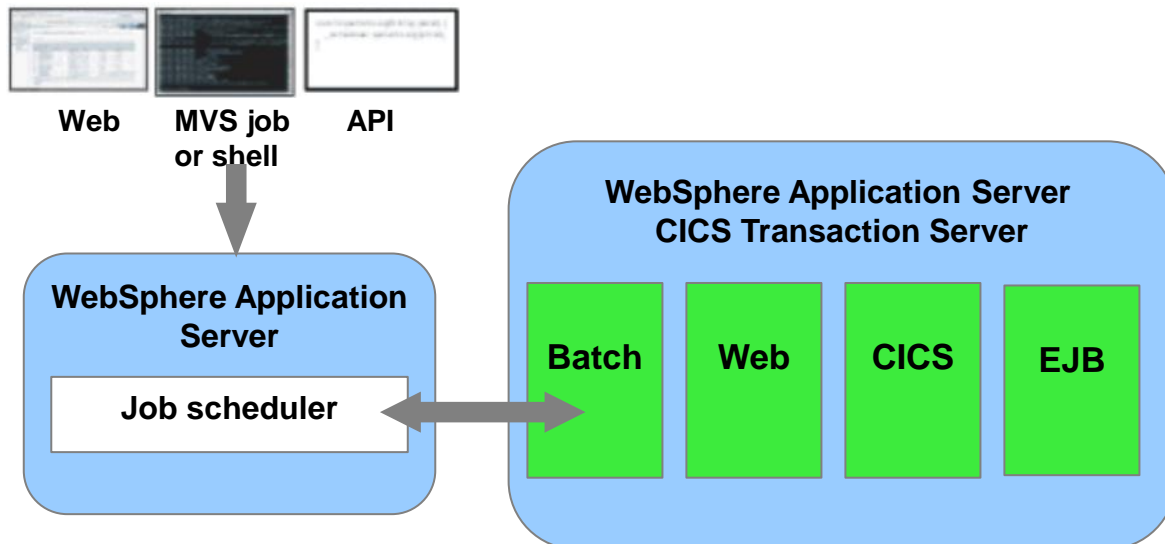 Web
MVS job
or shell
API
WebSphere Application
Server
Job scheduler
WebSphere Application Server
CICS Transaction Server
Batch
Web
CICS
EJB